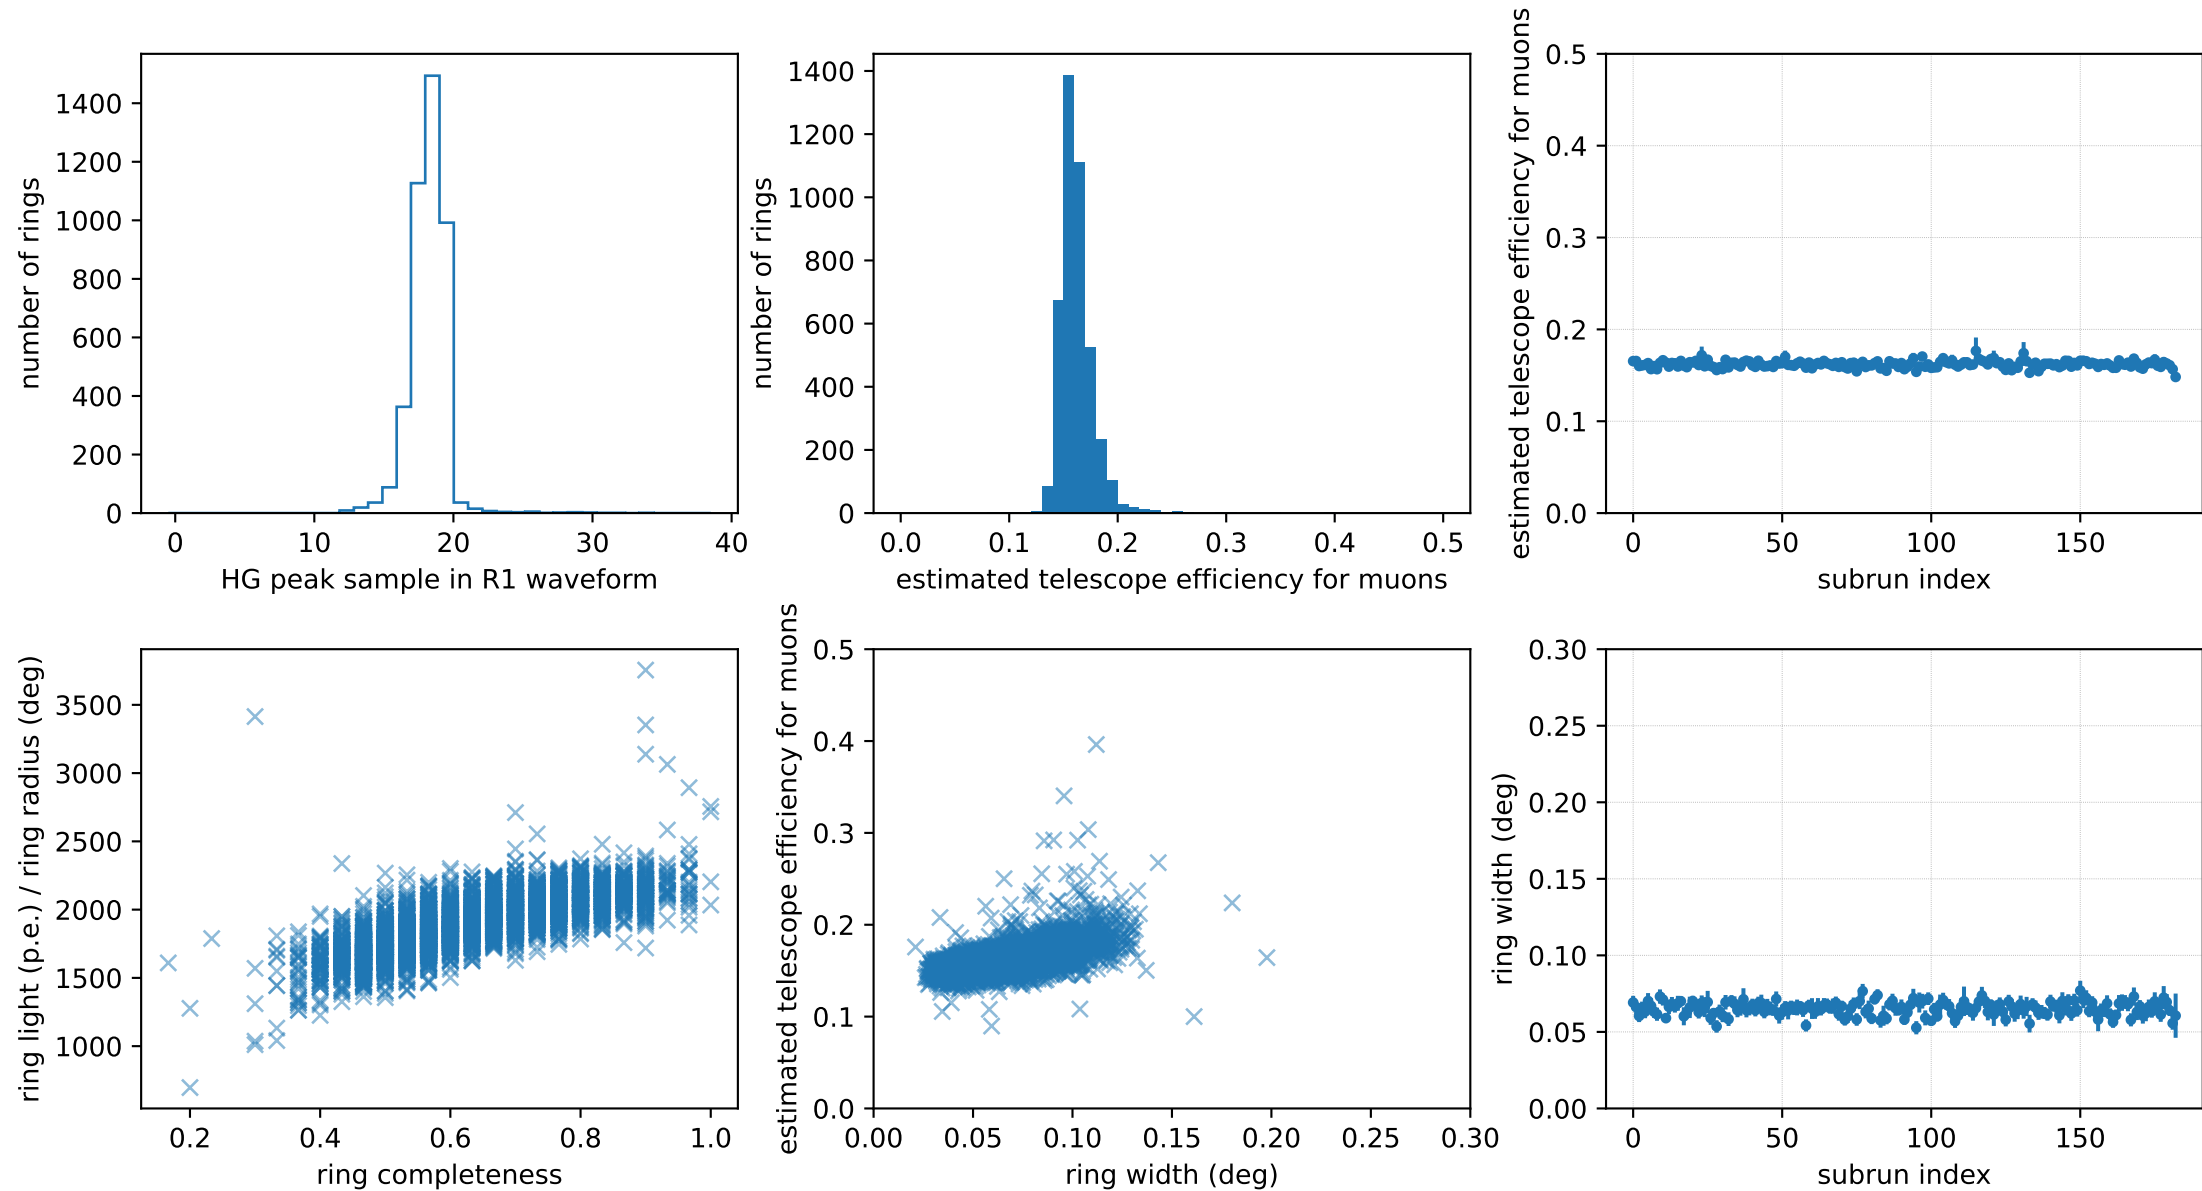 1400
1200
1000
800
600
400
200
0
number of rings
0 10 20 30 40
HG peak sample in R1 waveform
1400
1200
1000
800
600
400
200
0
number of rings
0.0 0.1 0.2 0.3 0.4 0.5
estimated telescope efficiency for muons
0.5
0.4
0.3
0.2
0.1
0.0
estimated telescope efficiency for muons
0 50 100 150
subrun index
3500
3000
2500
2000
1500
1000
ring light (p.e.) / ring radius (deg)
0.2 0.4 0.6 0.8 1.0
ring completeness
0.5
0.4
0.3
0.2
0.1
0.0
estimated telescope efficiency for muons
0.00 0.05 0.10 0.15 0.20 0.25 0.30
ring width (deg)
0.30
0.25
0.20
0.15
0.10
0.05
0.00
ring width (deg)
0 50 100 150
subrun index